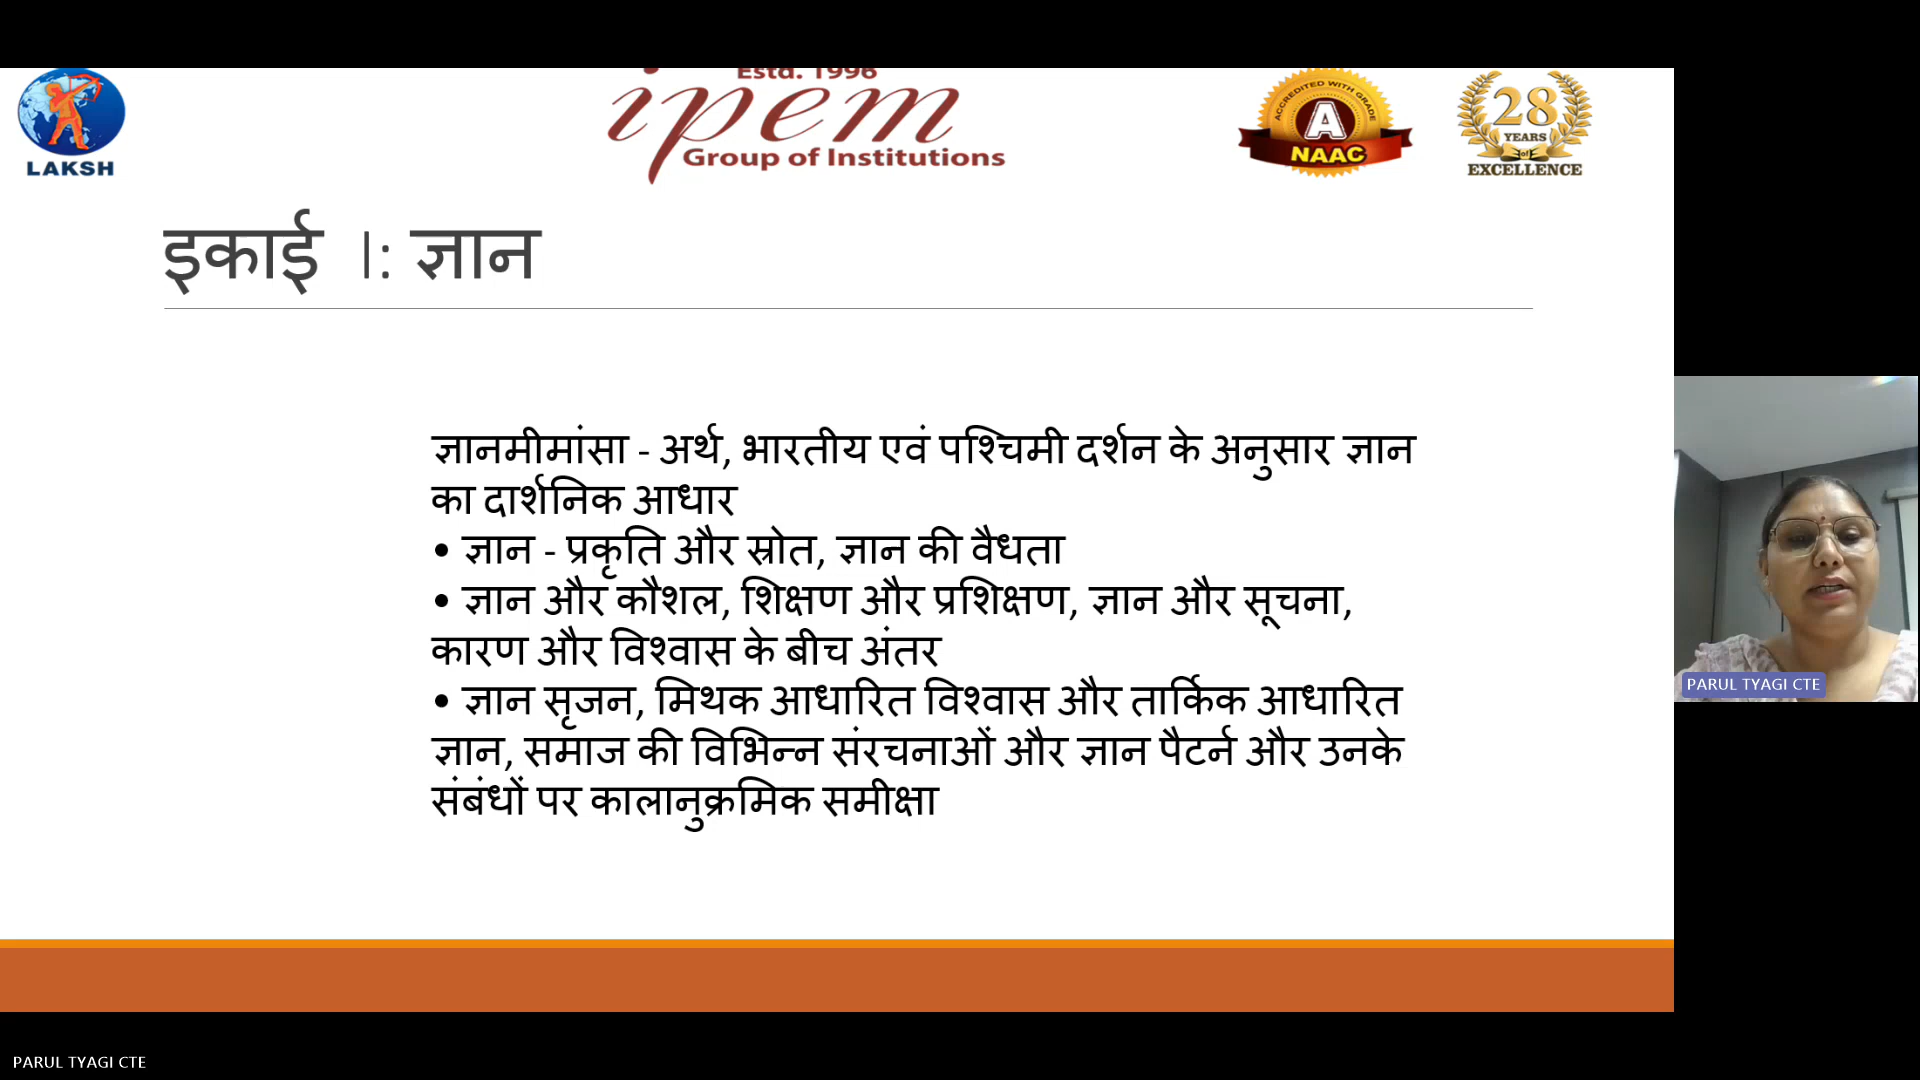 Estd. 1996
ipem
Group of Institutions
LAKSH
ACCREDITED WITH GRADE
A
NAAC
28
YEARS
of
EXCELLENCE
इकाई I: ज्ञान
ज्ञानमीमांसा - अर्थ, भारतीय एवं पश्चिमी दर्शन के अनुसार ज्ञान
का दार्शनिक आधार
• ज्ञान - प्रकृति और स्रोत, ज्ञान की वैधता
• ज्ञान और कौशल, शिक्षण और प्रशिक्षण, ज्ञान और सूचना,
कारण और विश्वास के बीच अंतर
• ज्ञान सृजन, मिथक आधारित विश्वास और तार्किक आधारित
ज्ञान, समाज की विभिन्न संरचनाओं और ज्ञान पैटर्न और उनके
संबंधों पर कालानुक्रमिक समीक्षा
PARUL TYAGI CTE
PARUL TYAGI CTE